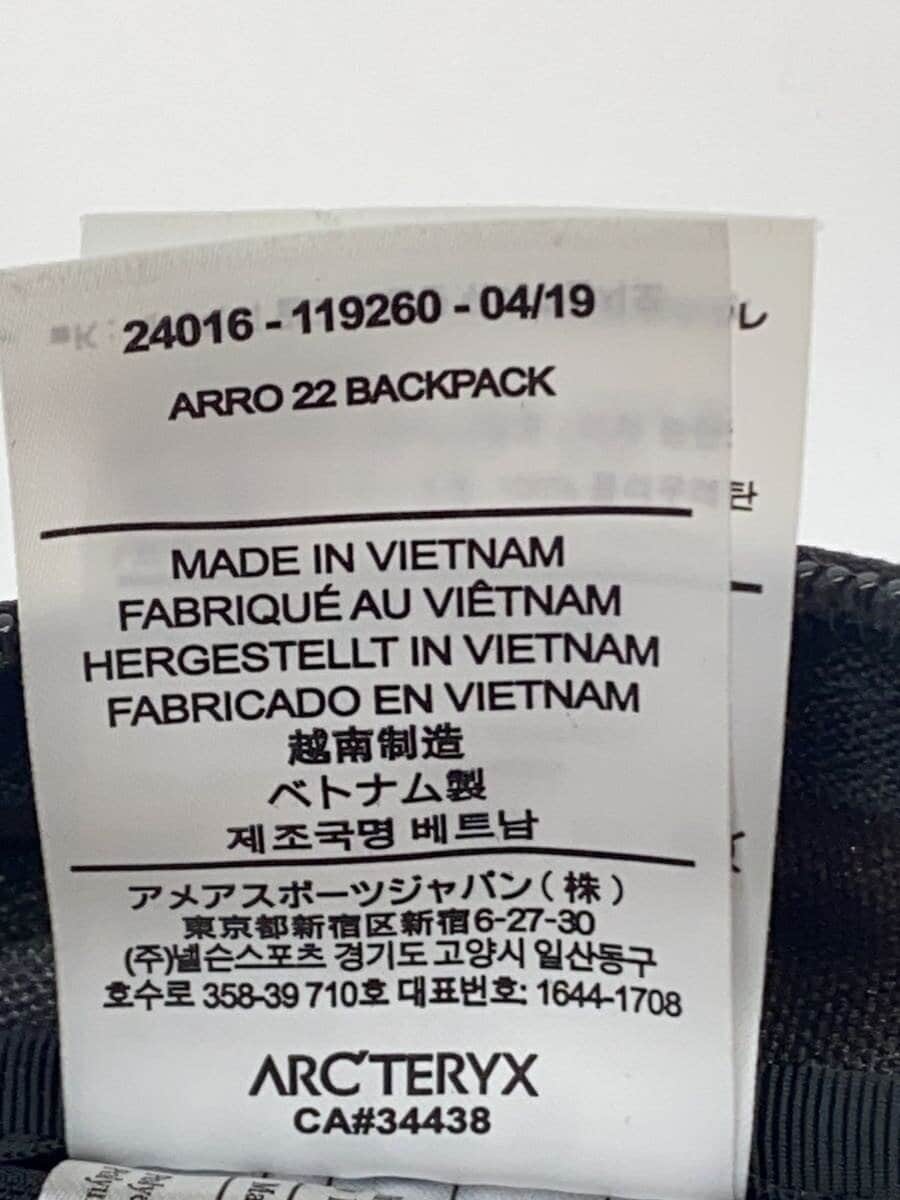 24016 - 119260 - 04/19
ARRO 22 BACKPACK
MADE IN VIETNAM
FABRIQUÉ AU VIÊTNAM
HERGESTELLT IN VIETNAM
FABRICADO EN VIETNAM
越南制造
ベトナム製
제조국명 베트남
アメアスポーツジャパン(株)
東京都新宿区新宿6-27-30
(주)넬슨스포츠 경기도 고양시 일산동구
호수로 358-39 710호 대표번호: 1644-1708
ARC'TERYX
CA#34438
ル
탄